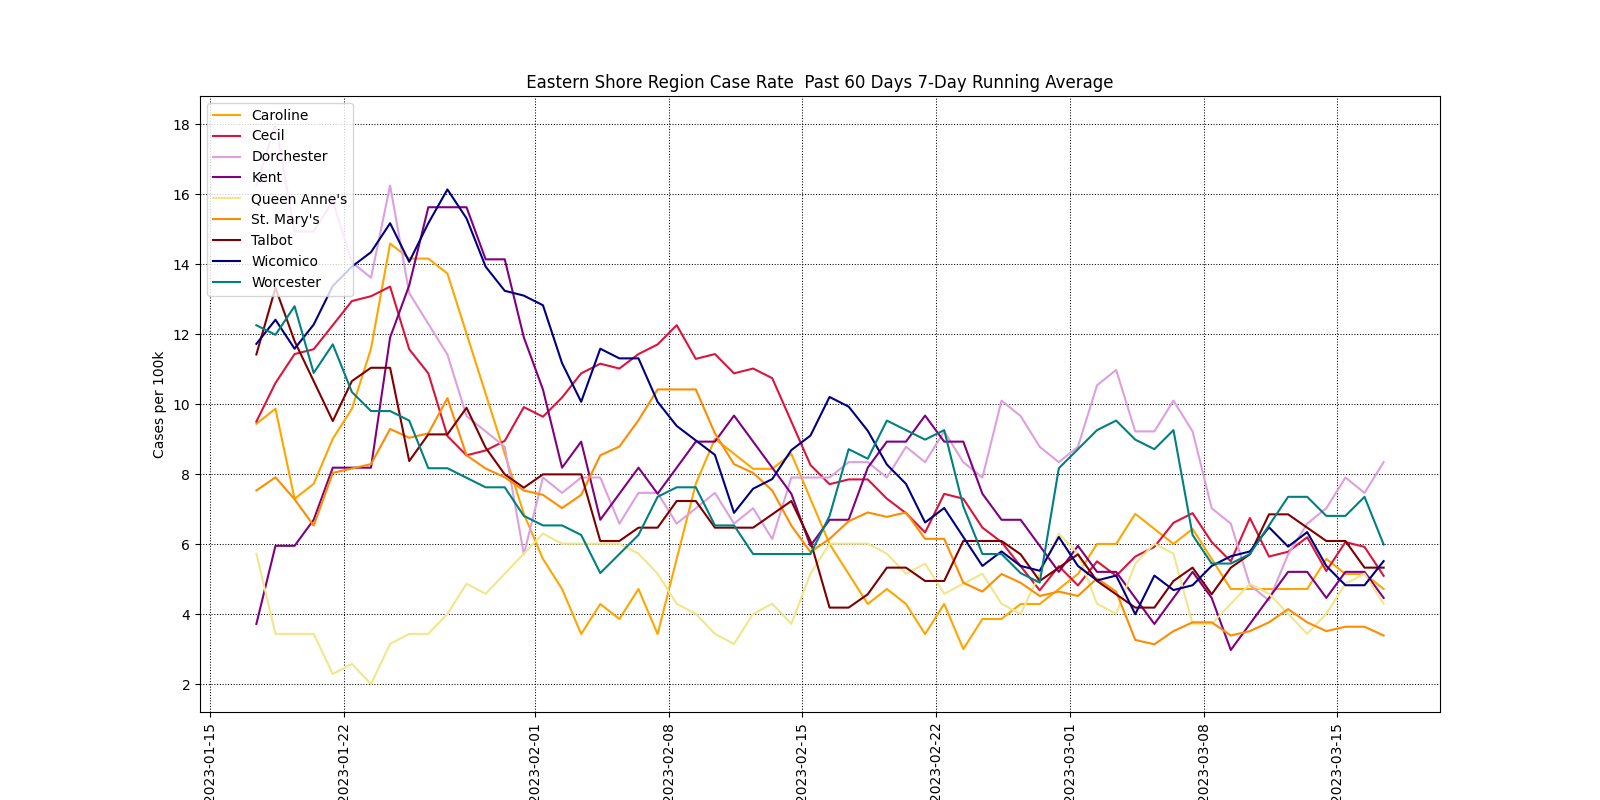 Eastern Shore Region Case Rate  Past 60 Days 7-Day Running Average
Caroline
Cecil
Dorchester
Kent
Queen Anne's
St. Mary's
Talbot
Wicomico
Worcester
Cases per 100k
18
16
14
12
10
8
6
4
2
2023-01-15
2023-01-22
2023-02-01
2023-02-08
2023-02-15
2023-02-22
2023-03-01
2023-03-08
2023-03-15